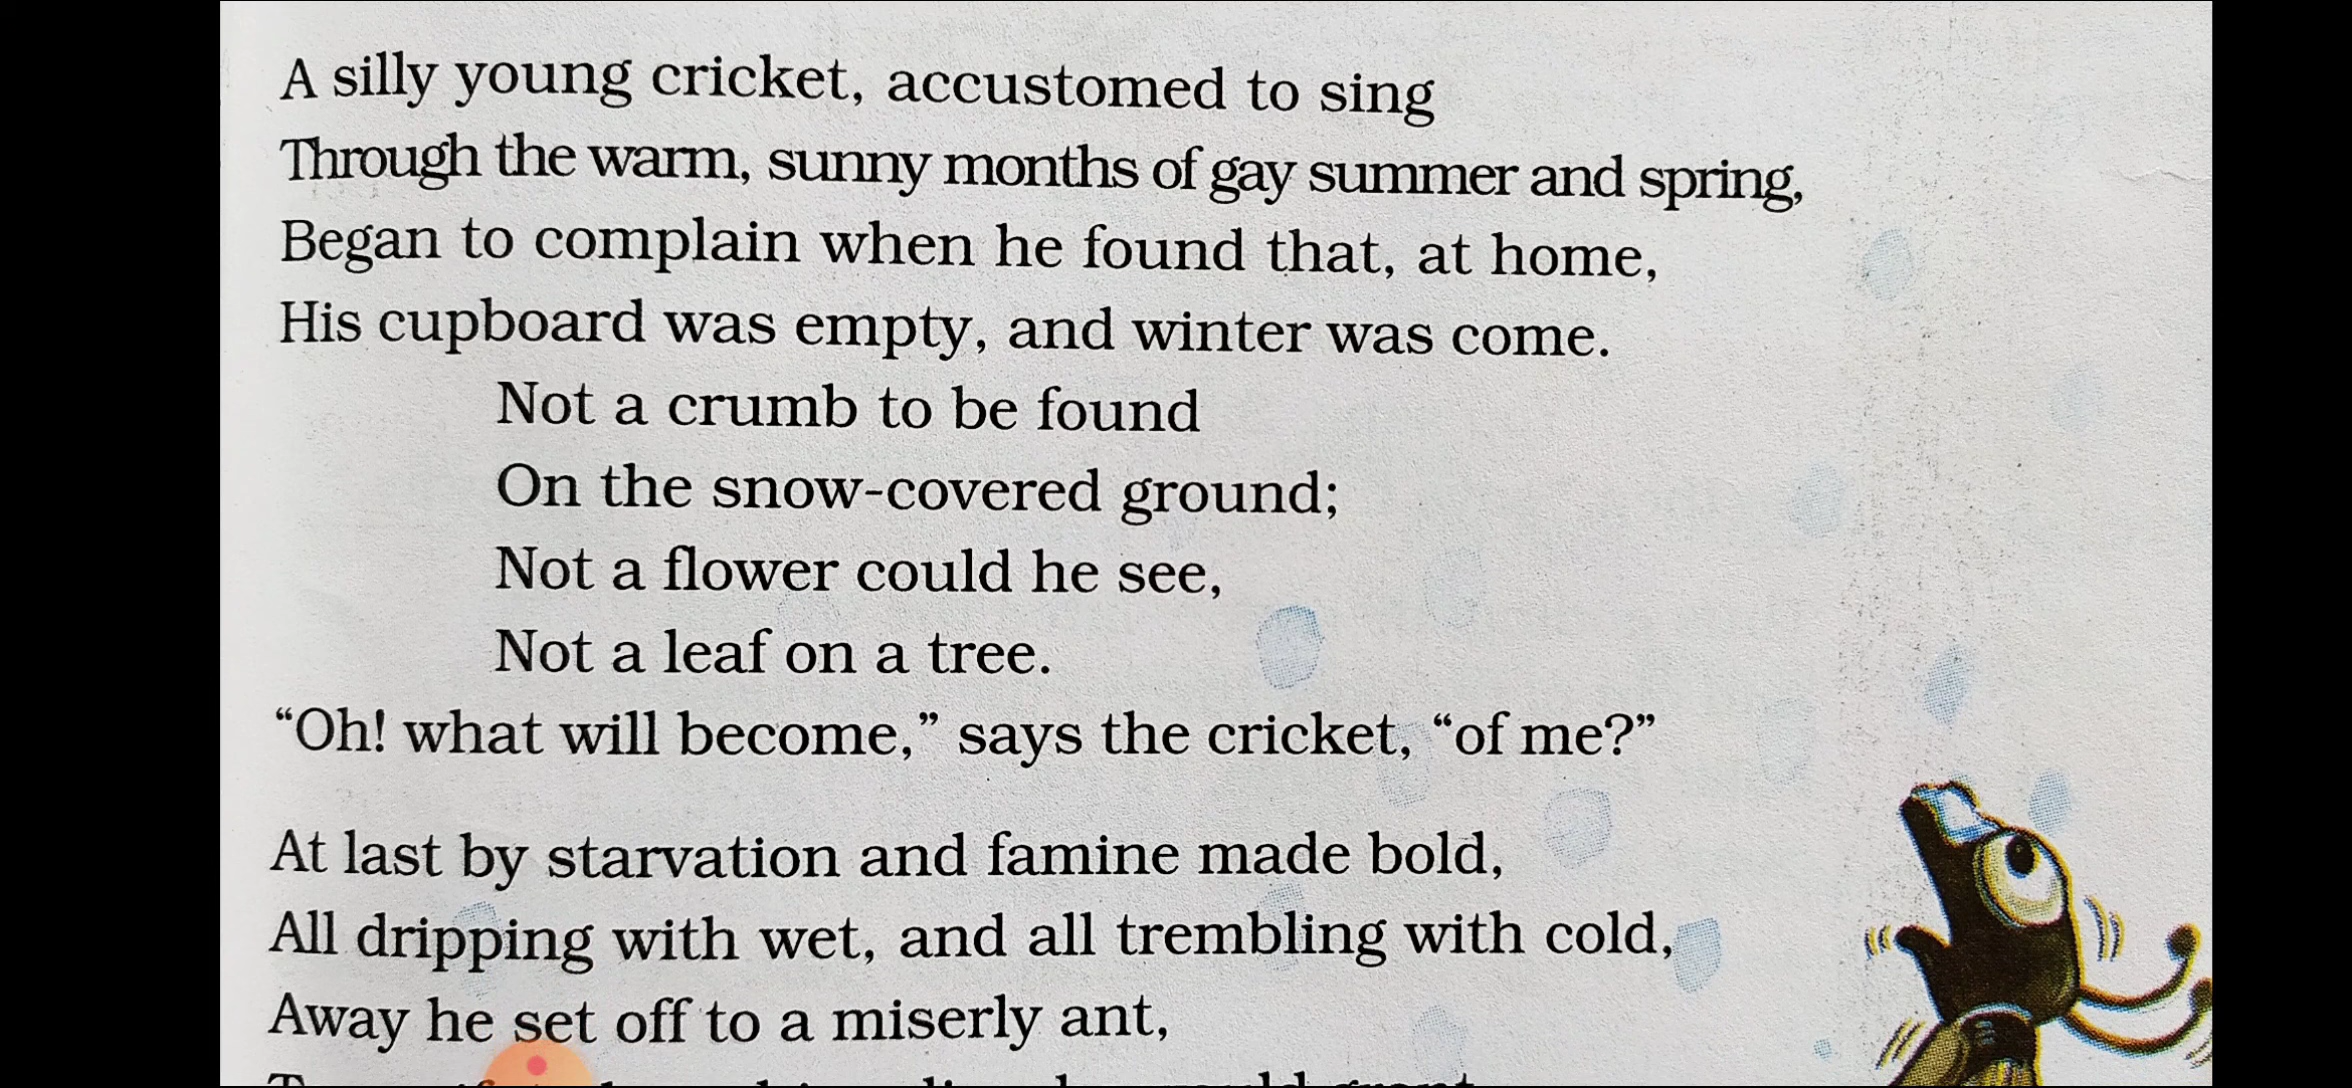 A silly young cricket, accustomed to sing
Through the warm, sunny months of gay summer and spring,
Began to complain when he found that, at home,
His cupboard was empty, and winter was come.
Not a crumb to be found
On the snow-covered ground;
Not a flower could he see,
Not a leaf on a tree.
“Oh! what will become,” says the cricket, “of me?”
At last by starvation and famine made bold,
All dripping with wet, and all trembling with cold,
Away he set off to a miserly ant,